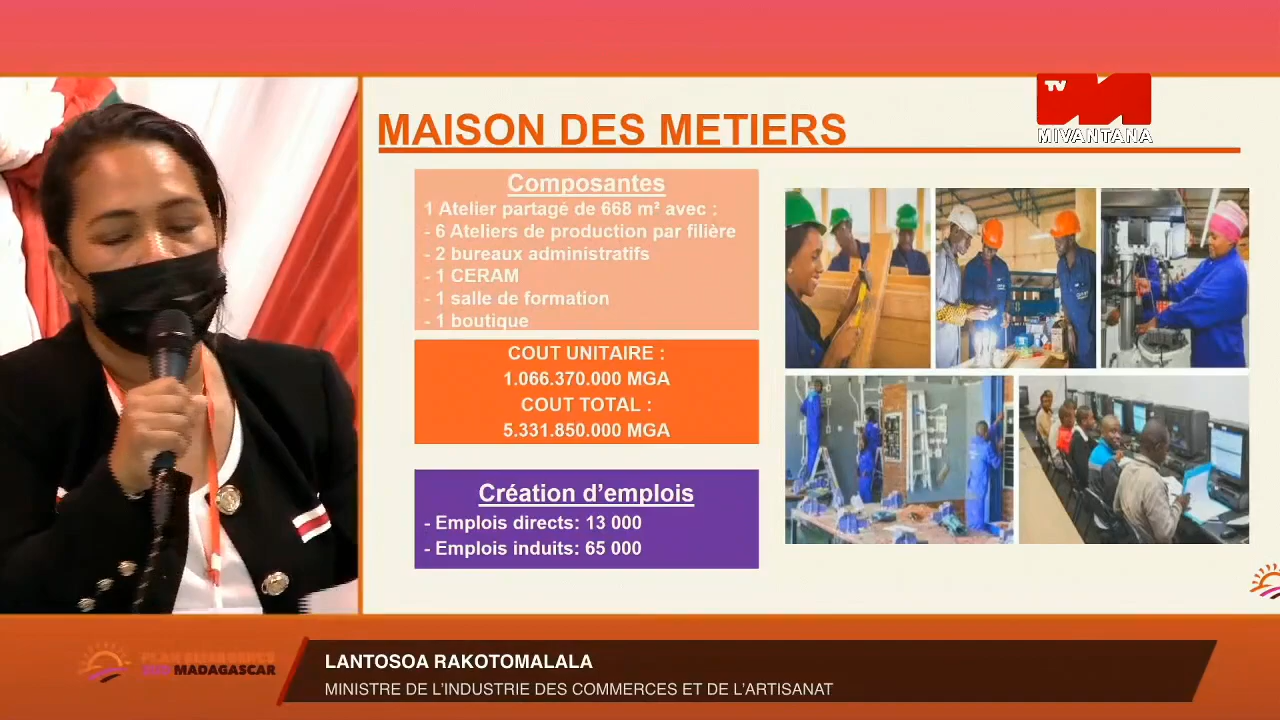 TV
MIVANTANA
MAISON DES METIERS
Composantes
1 Atelier partagé de 668 m² avec :
- 6 Ateliers de production par filière
- 2 bureaux administratifs
- 1 CERAM
- 1 salle de formation
- 1 boutique
COUT UNITAIRE :
1.066.370.000 MGA
COUT TOTAL :
5.331.850.000 MGA
Création d'emplois
- Emplois directs: 13 000
- Emplois induits: 65 000
MADAGASCAR
LANTOSOA RAKOTOMALALA
MINISTRE DE L'INDUSTRIE DES COMMERCES ET DE L'ARTISANAT